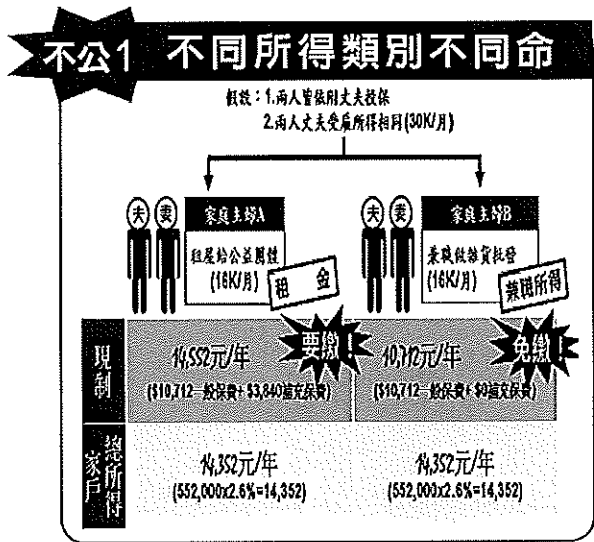 不公1 不同所得類別不同命
假設：1.兩人皆依附丈夫投保
2.兩人丈夫受雇所得相同(30K/月)
夫 妻 家庭主婦A
租屋給公益團體
(16K/月)
租 金
夫 妻 家庭主婦B
兼職做雜貨批發
(16K/月)
兼職所得
現制
14,552元/年
要繳！
($10,712一般保費+ $3,840補充保費)
10,712元/年
免繳！
($10,712一般保費+ $0補充保費)
家戶總所得
14,352元/年
(552,000x2.6%=14,352)
14,352元/年
(552,000x2.6%=14,352)